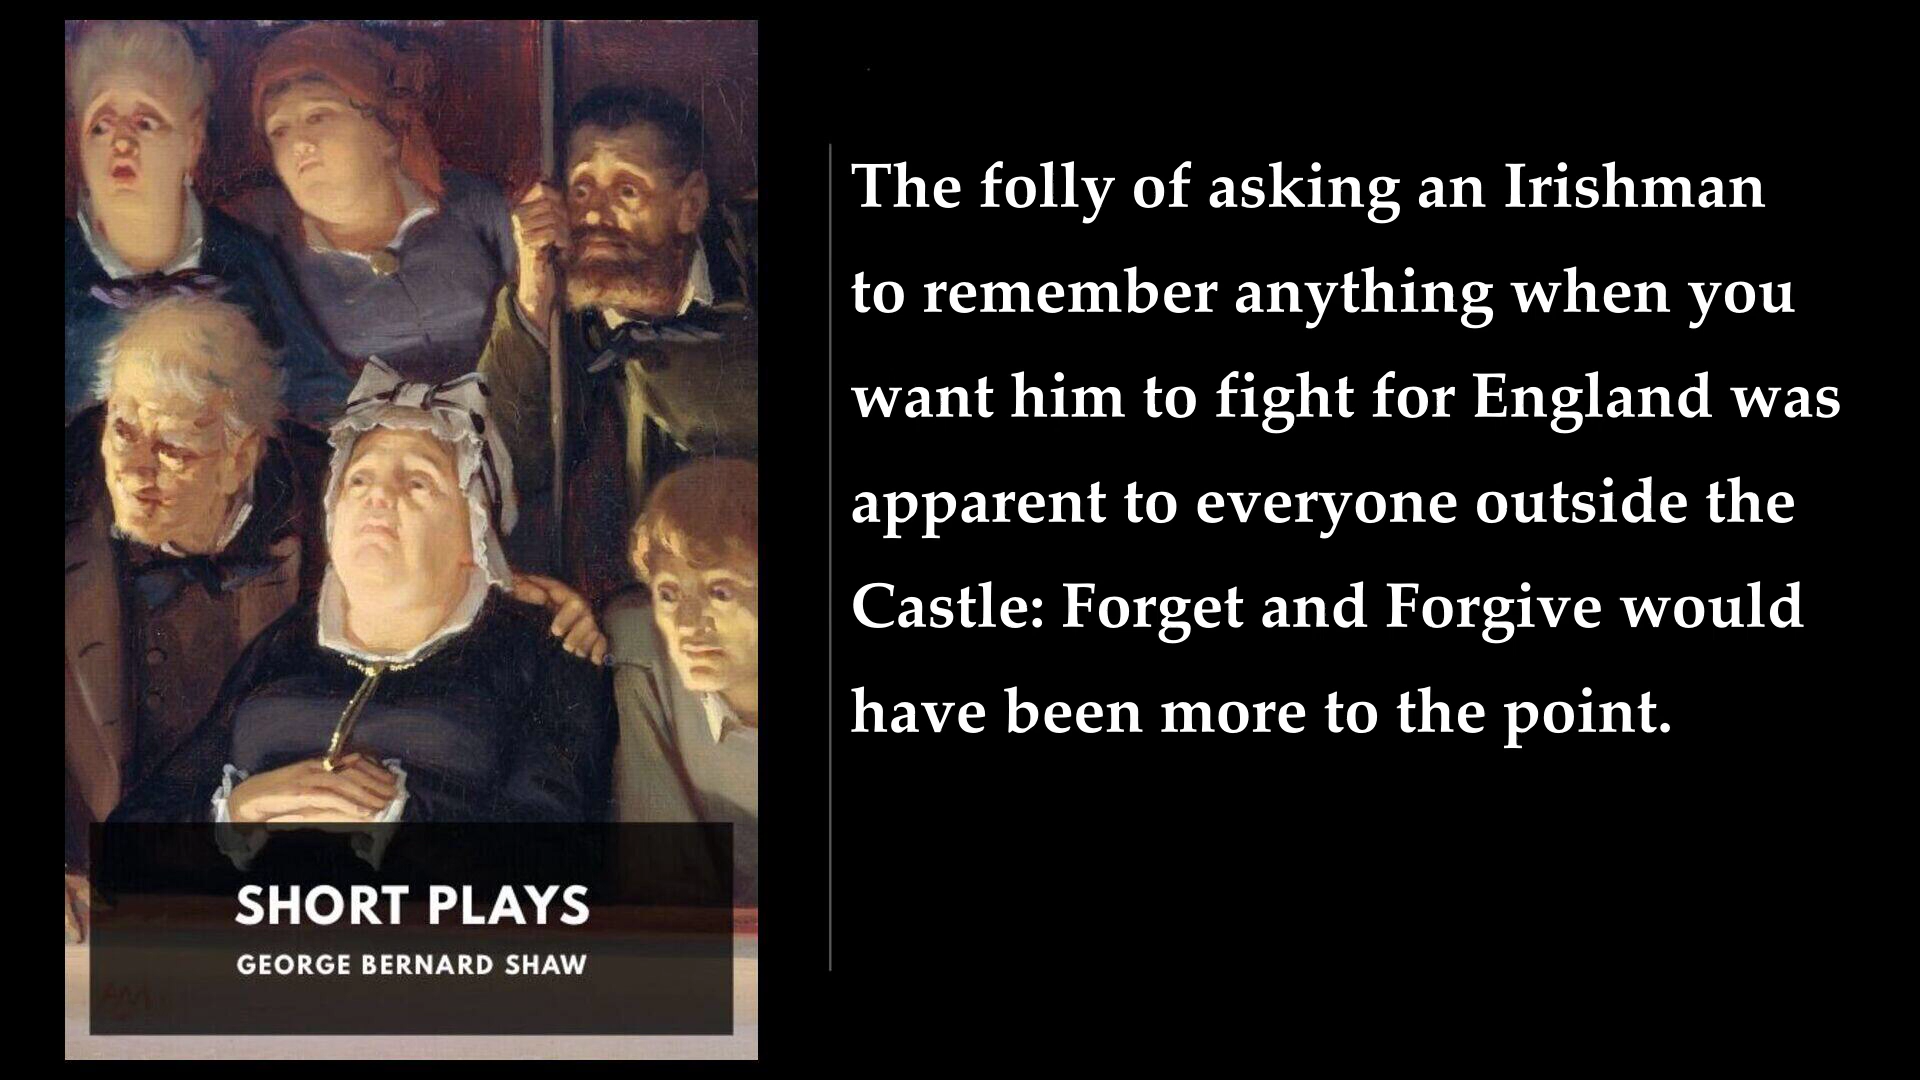 The folly of asking an Irishman
to remember anything when you
want him to fight for England was
apparent to everyone outside the
Castle: Forget and Forgive would
have been more to the point.
SHORT PLAYS
GEORGE BERNARD SHAW